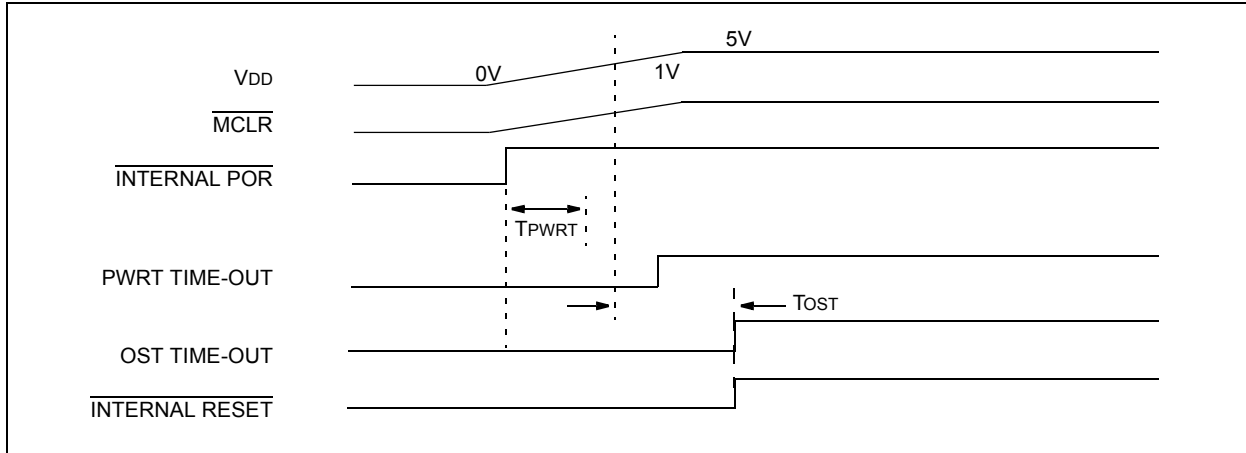 5V
VDD
0V
1V
MCLR
INTERNAL POR
TPWRT
PWRT TIME-OUT
TOST
OST TIME-OUT
INTERNAL RESET